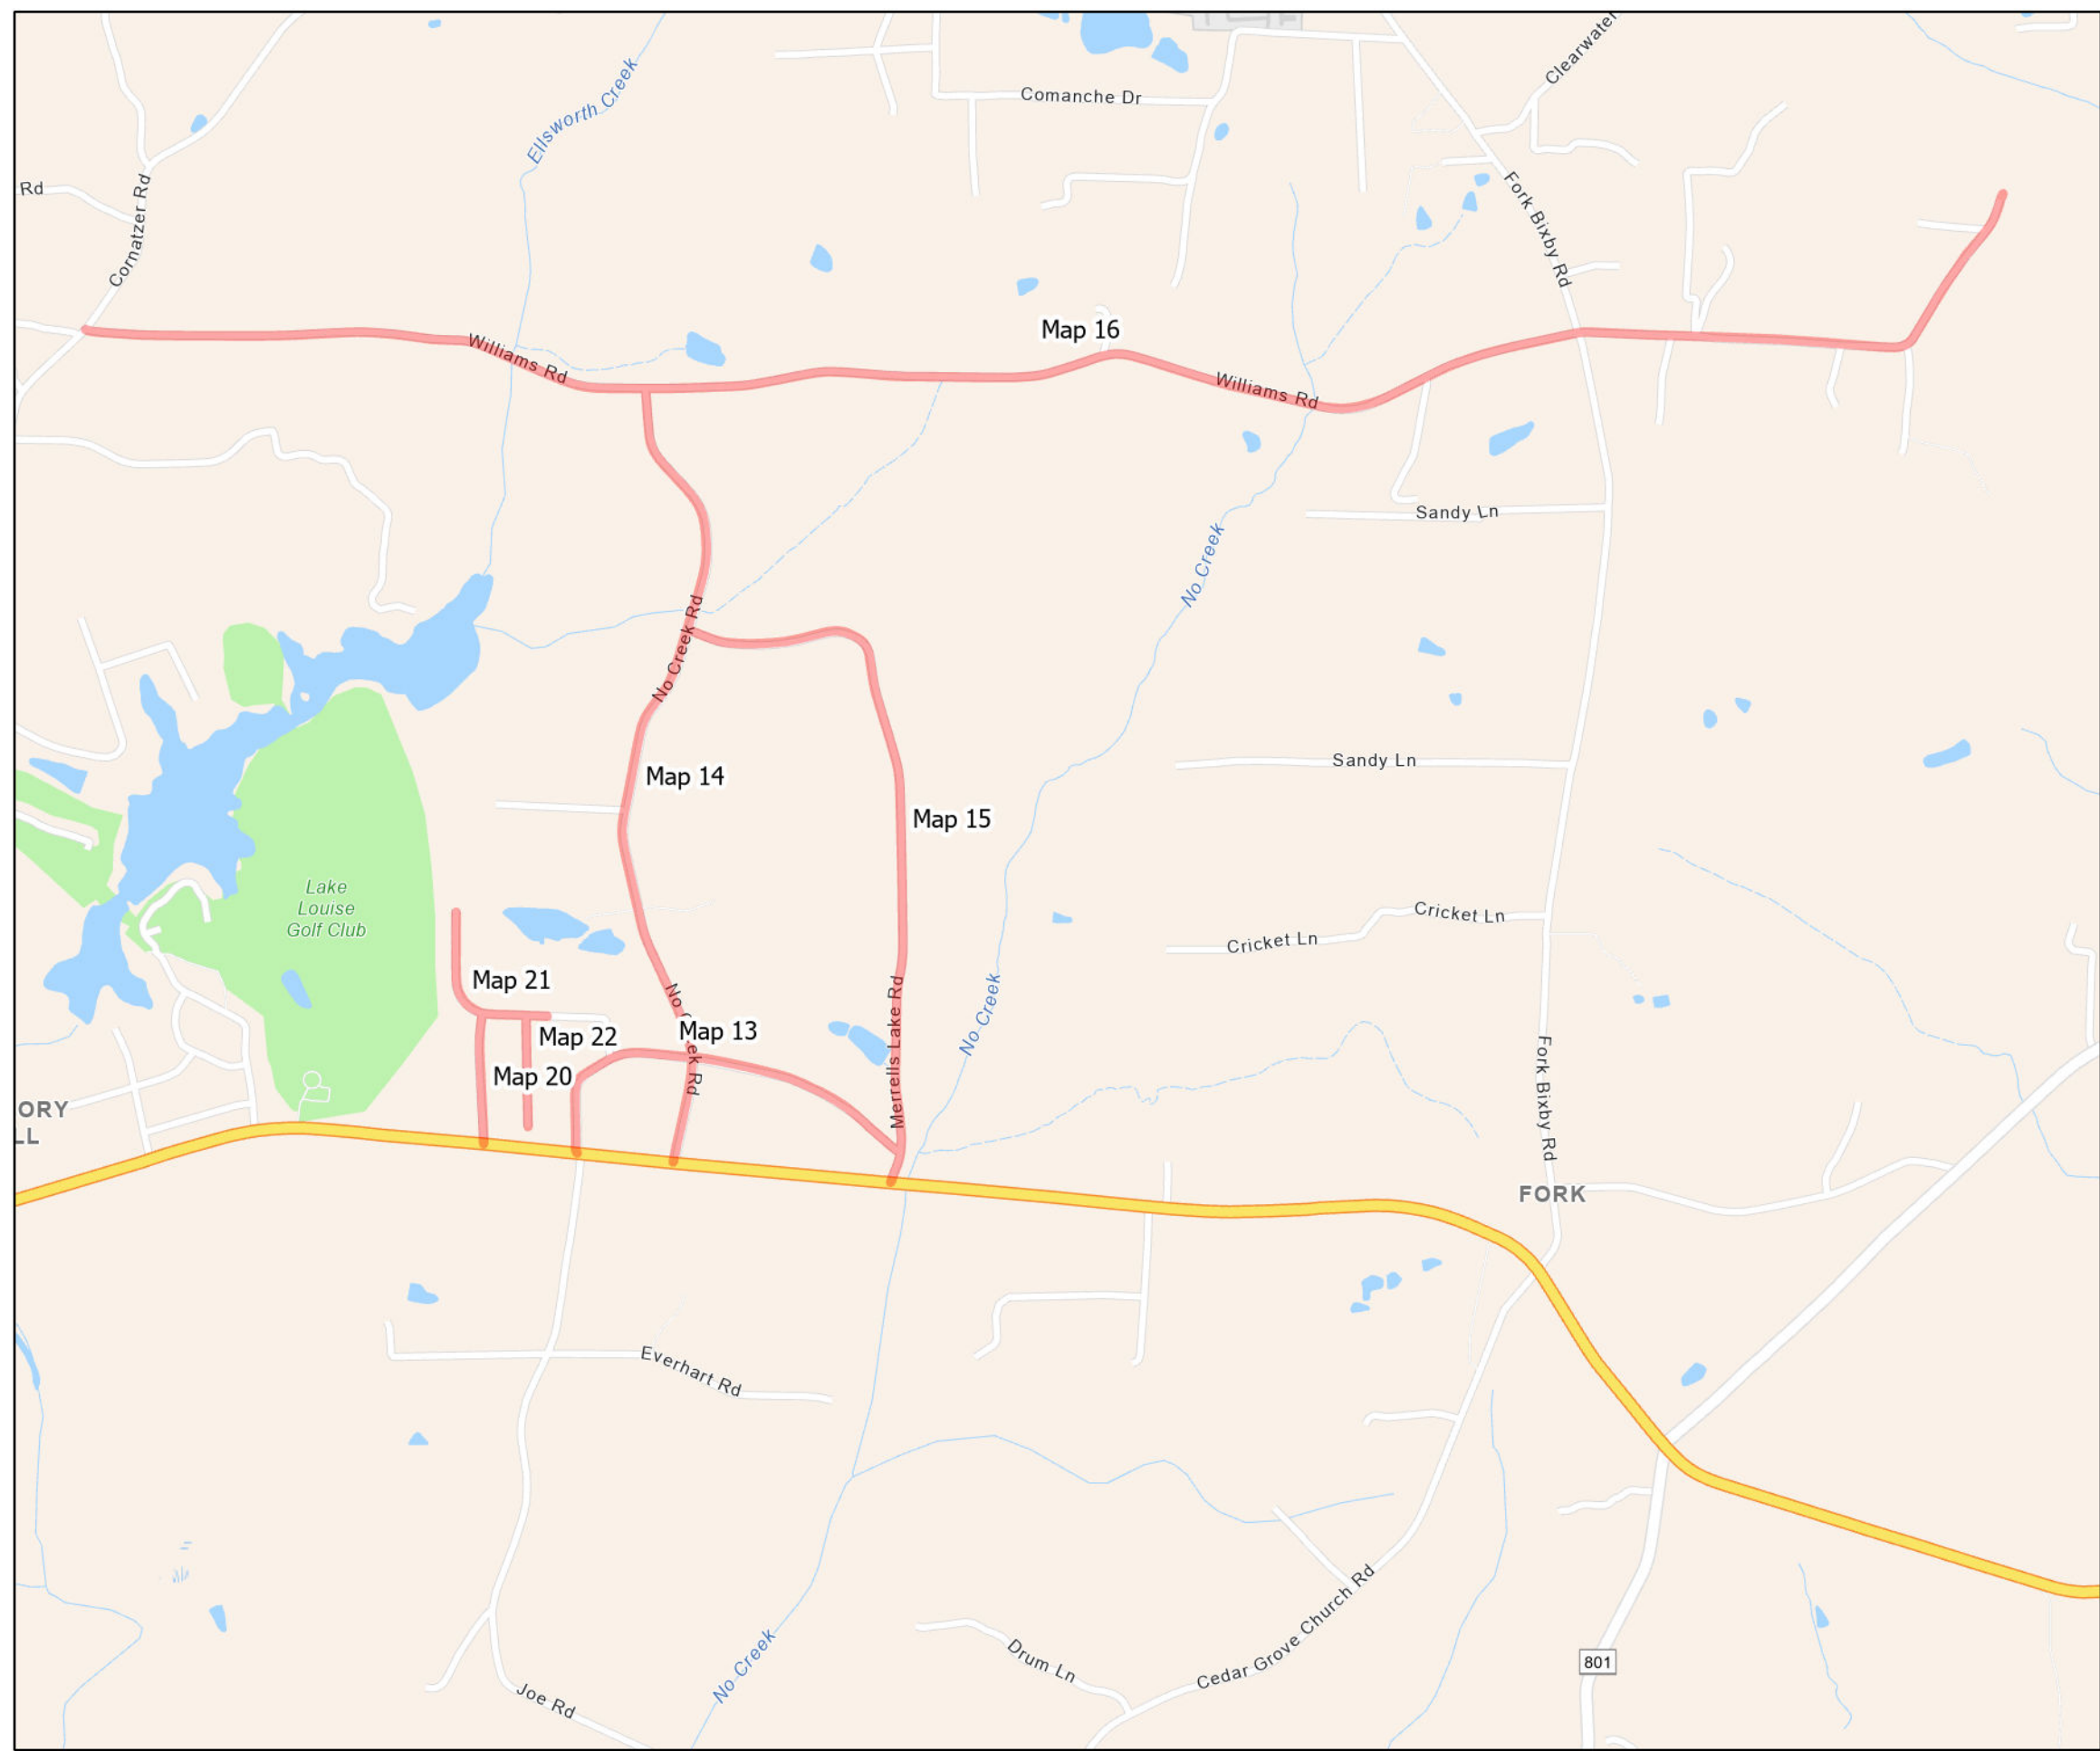 Clearwater
Ellsworth Creek
Comanche Dr
Rd
Cornatzer Rd
Fork Bixby Rd
Map 16
Williams Rd
Williams Rd
Sandy Ln
No Creek
No Creek Rd
Sandy Ln
Map 14
Map 15
Lake
Louise
Golf Club
Cricket Ln
Cricket Ln
Map 21
No Creek Rd
Map 13
Map 22
Merrells Lake Rd
No Creek
Map 20
Fork Bixby Rd
ORY
LL
FORK
Everhart Rd
Cedar Grove Church Rd
No Creek
Drum Ln
801
Joe Rd